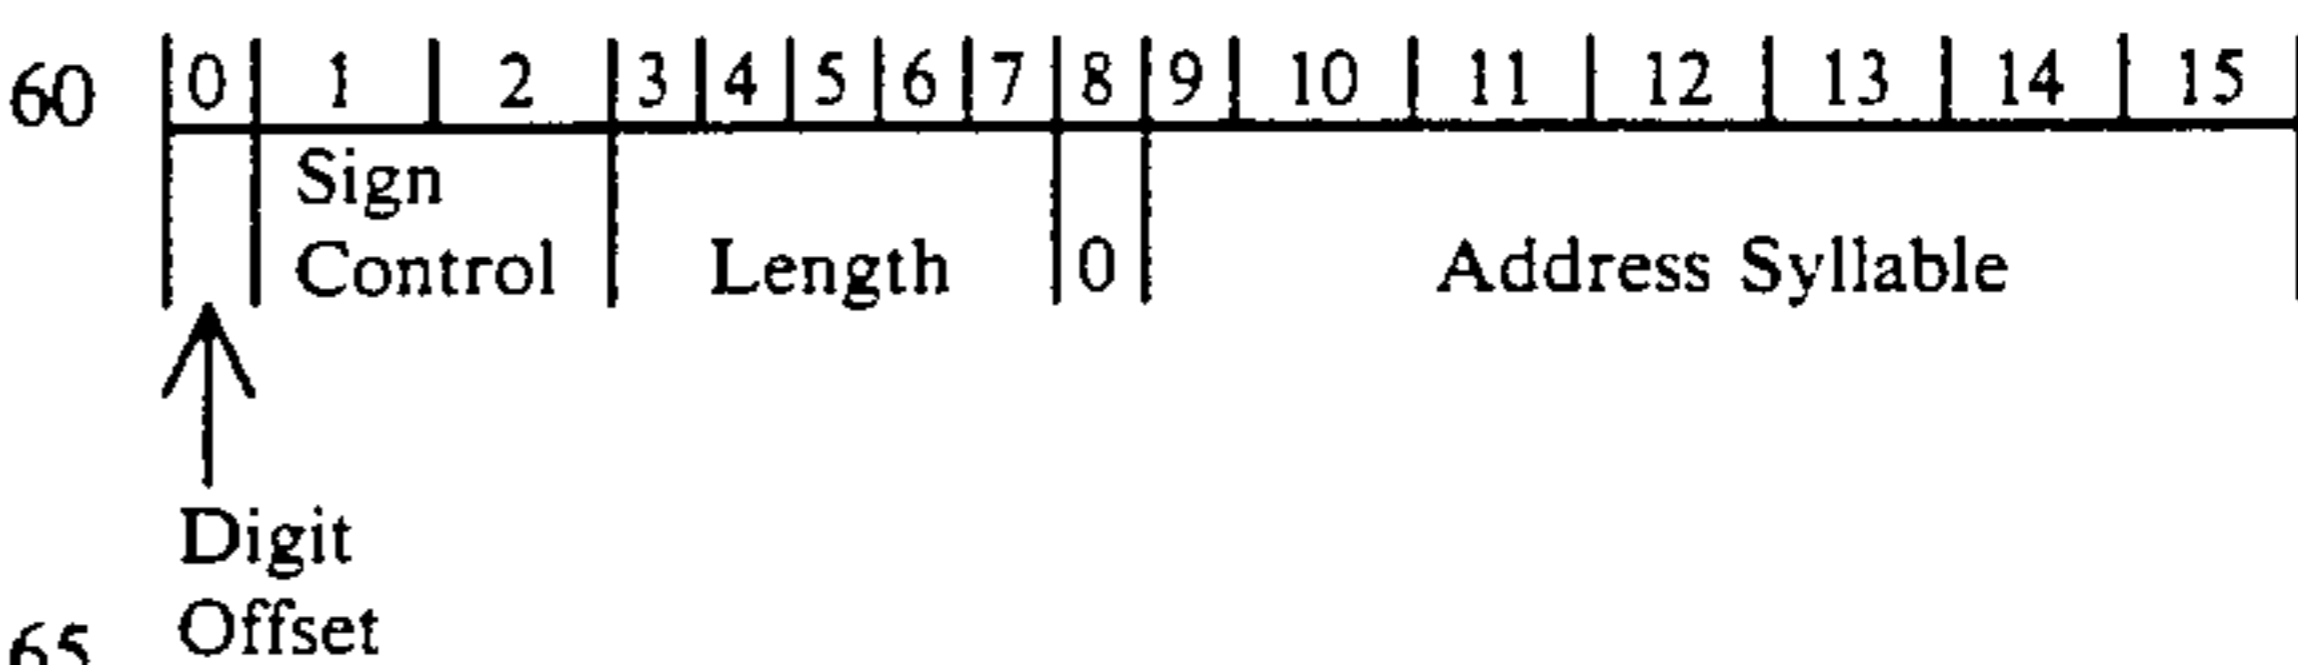 60 0 1 2 3 4 5 6 7 8 9 10 11 12 13 14 15
Sign
Control Length 0 Address Syllable
Digit
Offset
65